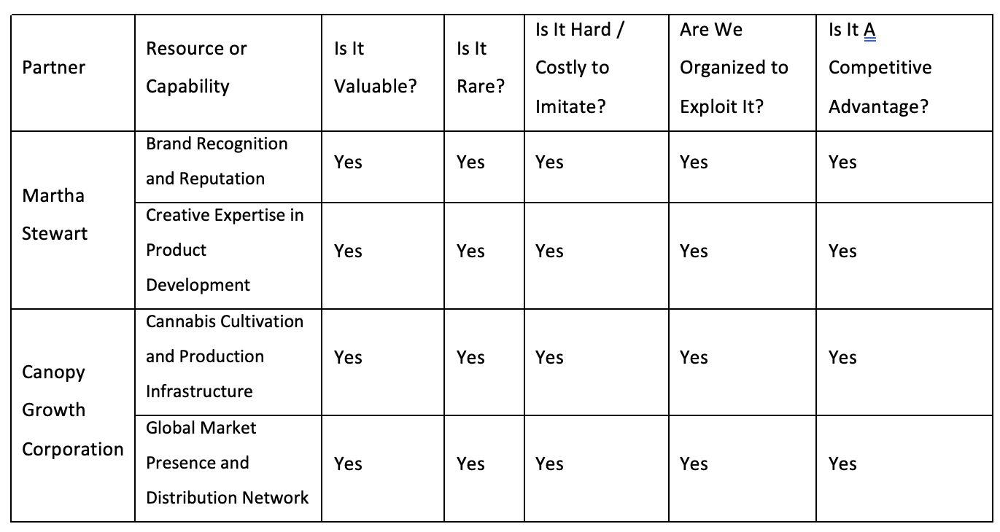 Partner
Resource or
Capability
Is It
Valuable?
Is It
Rare?
Is It Hard /
Costly to
Imitate?
Are We
Organized to
Exploit It?
Is It A
Competitive
Advantage?
Martha
Stewart
Brand Recognition
and Reputation
Yes
Yes
Yes
Yes
Yes
Creative Expertise in
Product
Development
Yes
Yes
Yes
Yes
Yes
Canopy
Growth
Corporation
Cannabis Cultivation
and Production
Infrastructure
Yes
Yes
Yes
Yes
Yes
Global Market
Presence and
Distribution Network
Yes
Yes
Yes
Yes
Yes